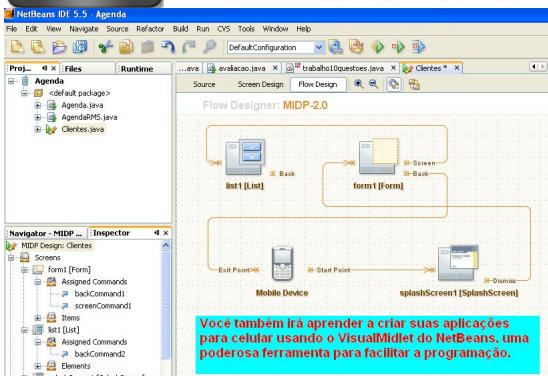 NetBeans IDE 5.5 - Agenda
File Edit View Navigate Source Refactor Build Run CVS Tools Window Help
DefaultConfiguration
Proj... Files Runtime
...ava avaliacao.java trabalho10questoes.java Clientes *
Source Screen Design Flow Design
Agenda
<default package>
Agenda.java
AgendaRMS.java
Clientes.java
Flow Designer: MIDP-2.0
Back
Screen
Back
list1 [List]
form1 [Form]
Navigator - MIDP ... Inspector
MIDP Design: Clientes
Screens
form1 [Form]
Assigned Commands
backCommand1
screenCommand1
Items
list1 [List]
Assigned Commands
backCommand2
Elements
Exit Point
Start Point
Dismiss
Mobile Device
splashScreen1 [SplashScreen]
Você também irá aprender a criar suas aplicações
para celular usando o VisualMidlet do NetBeans. uma
poderosa ferramenta para facilitar a programação.